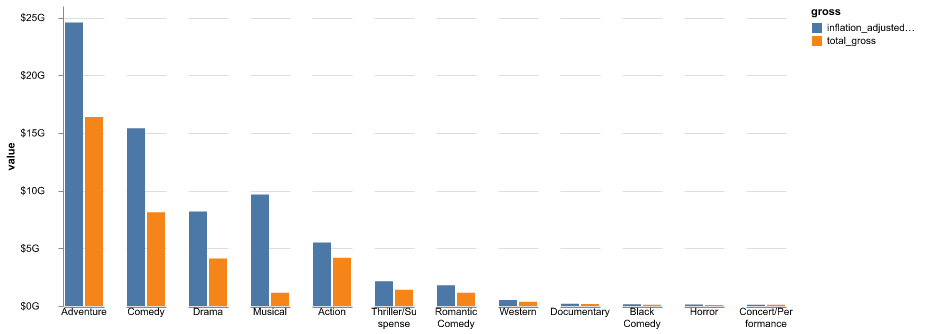 gross
inflation_adjusted…
total_gross
value
$25G
$20G
$15G
$10G
$5G
$0G
Adventure
Comedy
Drama
Musical
Action
Thriller/Su
spense
Romantic
Comedy
Western
Documentary
Black
Comedy
Horror
Concert/Per
formance